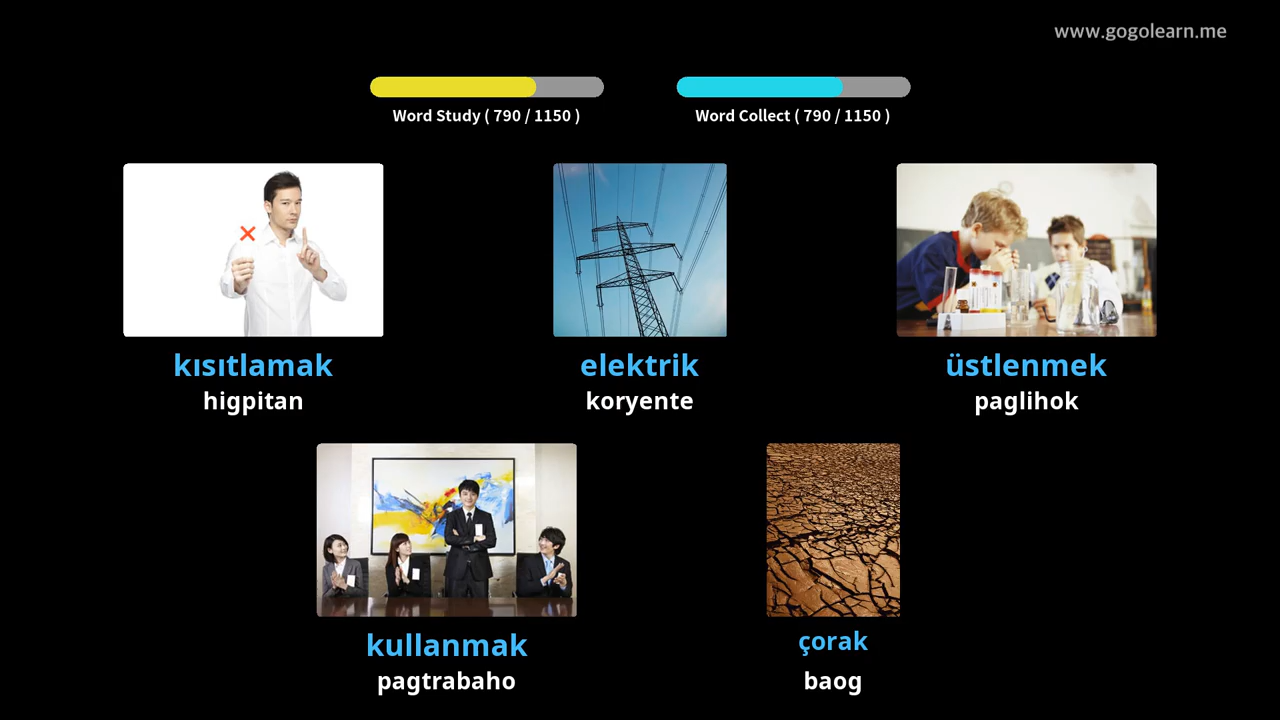 www.gogolearn.me
Word Study ( 790 / 1150 )
Word Collect ( 790 / 1150 )
kısıtlamak
higpitan
elektrik
koryente
üstlenmek
paglihok
kullanmak
pagtrabaho
çorak
baog